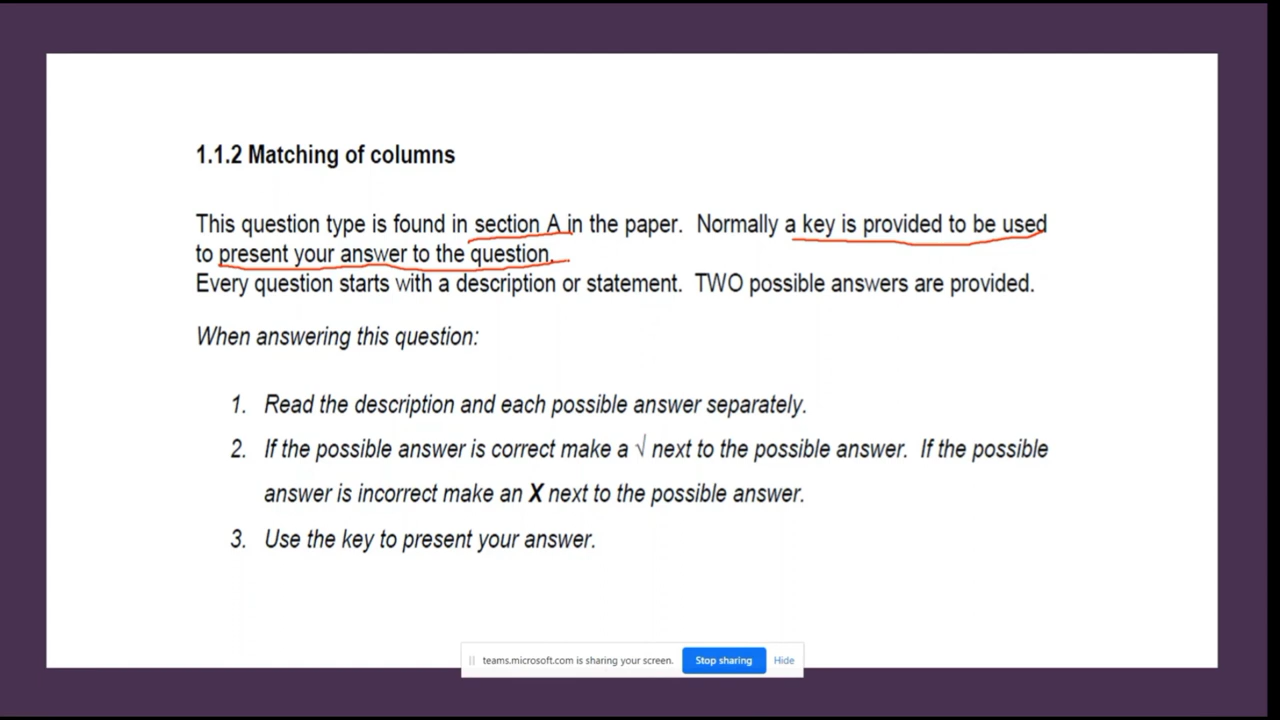 1.1.2 Matching of columns
This question type is found in section A in the paper. Normally a key is provided to be used
to present your answer to the question.
Every question starts with a description or statement. TWO possible answers are provided.
When answering this question:
1. Read the description and each possible answer separately.
2. If the possible answer is correct make a √ next to the possible answer. If the possible
answer is incorrect make an X next to the possible answer.
3. Use the key to present your answer.
teams.microsoft.com is sharing your screen. Stop sharing Hide